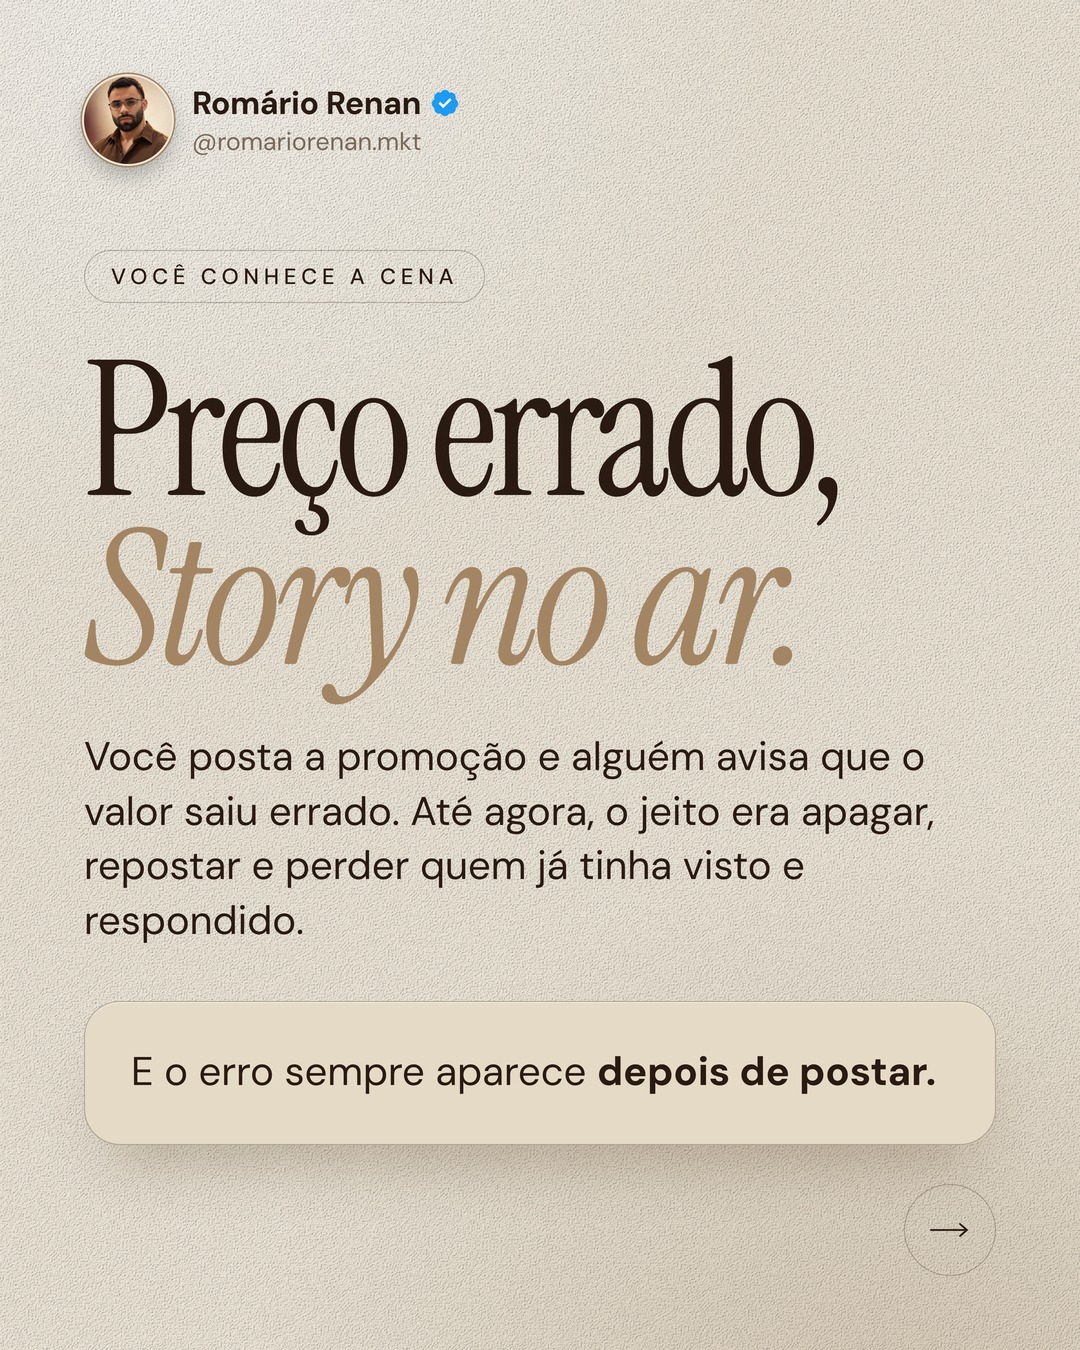 Romário Renan
@romariorenan.mkt
VOCÊ CONHECE A CENA
Preço errado,
Story no ar.
Você posta a promoção e alguém avisa que o
valor saiu errado. Até agora, o jeito era apagar,
repostar e perder quem já tinha visto e
respondido.
E o erro sempre aparece depois de postar.